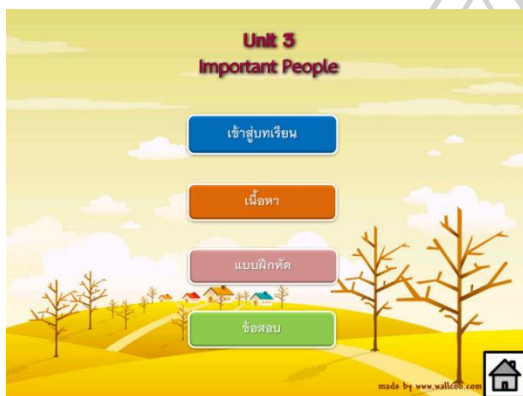 Unit 3
Important People
เข้าสู่บทเรียน
เนื้อหา
แบบฝึกหัด
ข้อสอบ
made by www.wallcoo.com